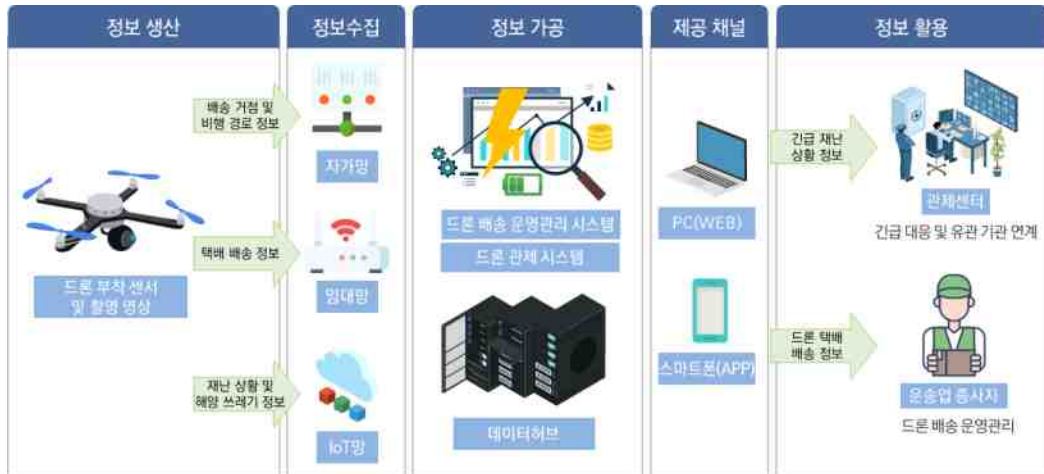 정보 생산
정보수집
정보 가공
제공 채널
정보 활용
드론 부착 센서
및 촬영 영상
배송 거점 및
비행 경로 정보
택배 배송 정보
재난 상황 및
해양 쓰레기 정보
자가망
임대망
IoT망
드론 배송 운영관리 시스템
드론 관제 시스템
데이터허브
PC(WEB)
스마트폰(APP)
긴급 재난
상황 정보
드론 택배
배송 정보
관제센터
긴급 대응 및 유관 기관 연계
운송업 종사자
드론 배송 운영관리